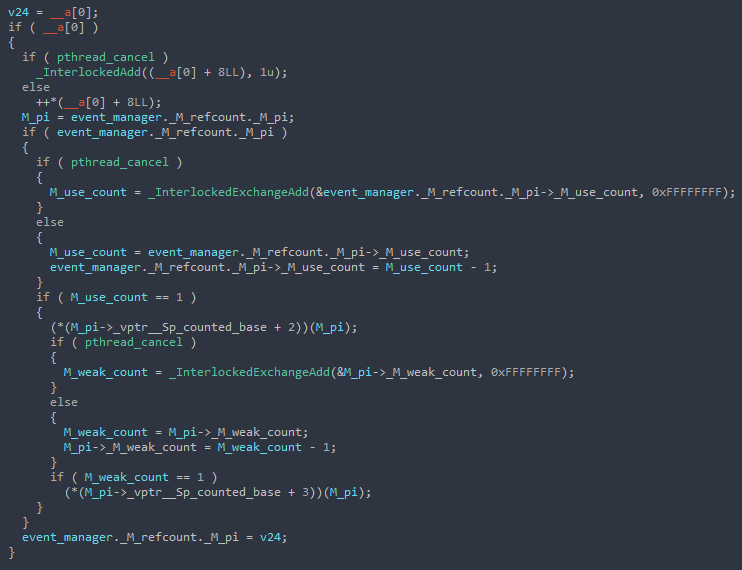 v24 = __a[0];
if ( __a[0] )
{
  if ( pthread_cancel )
    _InterlockedAdd((__a[0] + 8LL), 1u);
  else
    ++*(__a[0] + 8LL);
  M_pi = event_manager._M_refcount._M_pi;
  if ( event_manager._M_refcount._M_pi )
  {
    if ( pthread_cancel )
    {
      M_use_count = _InterlockedExchangeAdd(&event_manager._M_refcount._M_pi->_M_use_count, 0xFFFFFFFF);
    }
    else
    {
      M_use_count = event_manager._M_refcount._M_pi->_M_use_count;
      event_manager._M_refcount._M_pi->_M_use_count = M_use_count - 1;
    }
    if ( M_use_count == 1 )
    {
      (*(M_pi->_vptr__Sp_counted_base + 2))(M_pi);
      if ( pthread_cancel )
      {
        M_weak_count = _InterlockedExchangeAdd(&M_pi->_M_weak_count, 0xFFFFFFFF);
      }
      else
      {
        M_weak_count = M_pi->_M_weak_count;
        M_pi->_M_weak_count = M_weak_count - 1;
      }
      if ( M_weak_count == 1 )
        (*(M_pi->_vptr__Sp_counted_base + 3))(M_pi);
    }
  }
  event_manager._M_refcount._M_pi = v24;
}